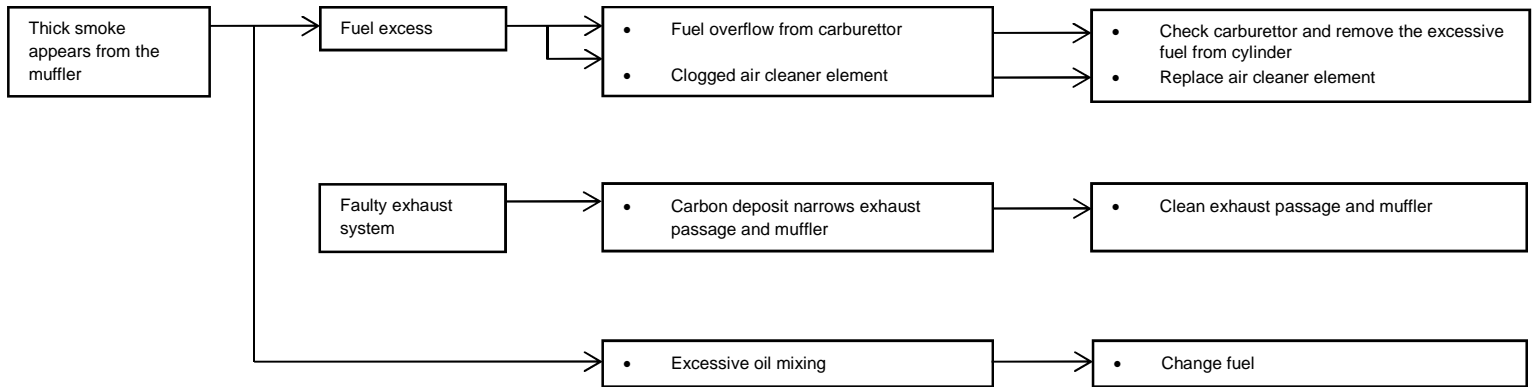 Thick smoke
appears from the
muffler
Fuel excess
• Fuel overflow from carburettor
• Clogged air cleaner element
• Check carburettor and remove the excessive
fuel from cylinder
• Replace air cleaner element
Faulty exhaust
system
• Carbon deposit narrows exhaust
passage and muffler
• Clean exhaust passage and muffler
• Excessive oil mixing
• Change fuel